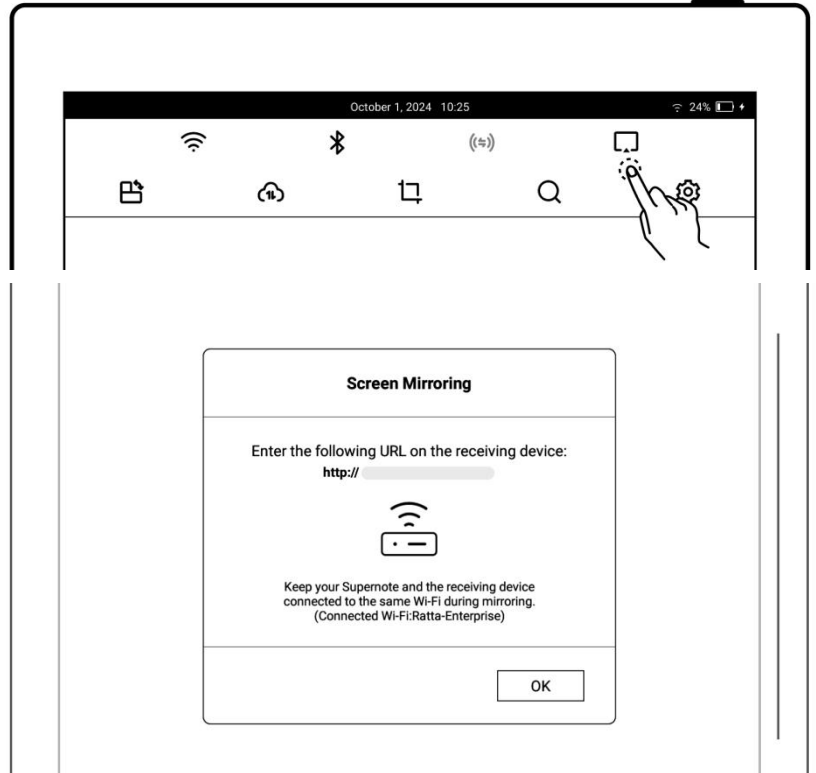 October 1, 2024 10:25
24%
Screen Mirroring
Enter the following URL on the receiving device:
http://
Keep your Supernote and the receiving device
connected to the same Wi-Fi during mirroring.
(Connected Wi-Fi:Ratta-Enterprise)
OK